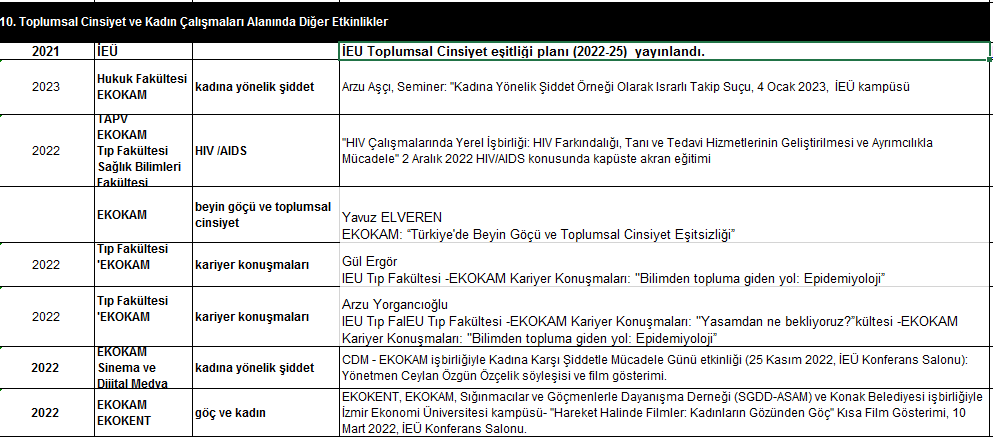 10. Toplumsal Cinsiyet ve Kadın Çalışmaları Alanında Diğer Etkinlikler
2021
İEÜ
İEU Toplumsal Cinsiyet eşitliği planı (2022-25) yayınlandı.
2023
Hukuk Fakültesi
EKOKAM
kadına yönelik şiddet
Arzu Aşçı, Seminer: "Kadına Yönelik Şiddet Örneği Olarak Israrlı Takip Suçu, 4 Ocak 2023, İEÜ kampüsü
2022
TAPV
EKOKAM
Tıp Fakültesi
Sağlık Bilimleri
Fakültesi
HIV /AIDS
"HIV Çalışmalarında Yerel İşbirliği: HIV Farkındalığı, Tanı ve Tedavi Hizmetlerinin Geliştirilmesi ve Ayrımcılıkla
Mücadele" 2 Aralık 2022 HIV/AIDS konusunda kapüste akran eğitimi
EKOKAM
beyin göçü ve toplumsal
cinsiyet
Yavuz ELVEREN
EKOKAM: “Türkiye'de Beyin Göçü ve Toplumsal Cinsiyet Eşitsizliği”
2022
Tıp Fakültesi
'EKOKAM
kariyer konuşmaları
Gül Ergör
IEU Tıp Fakültesi -EKOKAM Kariyer Konuşmaları: "Bilimden topluma giden yol: Epidemiyoloji”
2022
Tıp Fakültesi
'EKOKAM
kariyer konuşmaları
Arzu Yorgancıoğlu
IEU Tıp FalEU Tıp Fakültesi -EKOKAM Kariyer Konuşmaları: "Yasamdan ne bekliyoruz?”kültesi -EKOKAM
Kariyer Konuşmaları: "Bilimden topluma giden yol: Epidemiyoloji”
2022
EKOKAM
Sinema ve
Dijital Medya
kadına yönelik şiddet
CDM - EKOKAM işbirliğiyle Kadına Karşı Şiddetle Mücadele Günü etkinliği (25 Kasım 2022, İEÜ Konferans Salonu):
Yönetmen Ceylan Özgün Özçelik söyleşisi ve film gösterimi.
2022
EKOKAM
EKOKENT
göç ve kadın
EKOKENT, EKOKAM, Sığınmacılar ve Göçmenlerle Dayanışma Derneği (SGDD-ASAM) ve Konak Belediyesi işbirliğiyle
İzmir Ekonomi Üniversitesi kampüsü- "Hareket Halinde Filmler: Kadınların Gözünden Göç" Kısa Film Gösterimi, 10
Mart 2022, İEÜ Konferans Salonu.